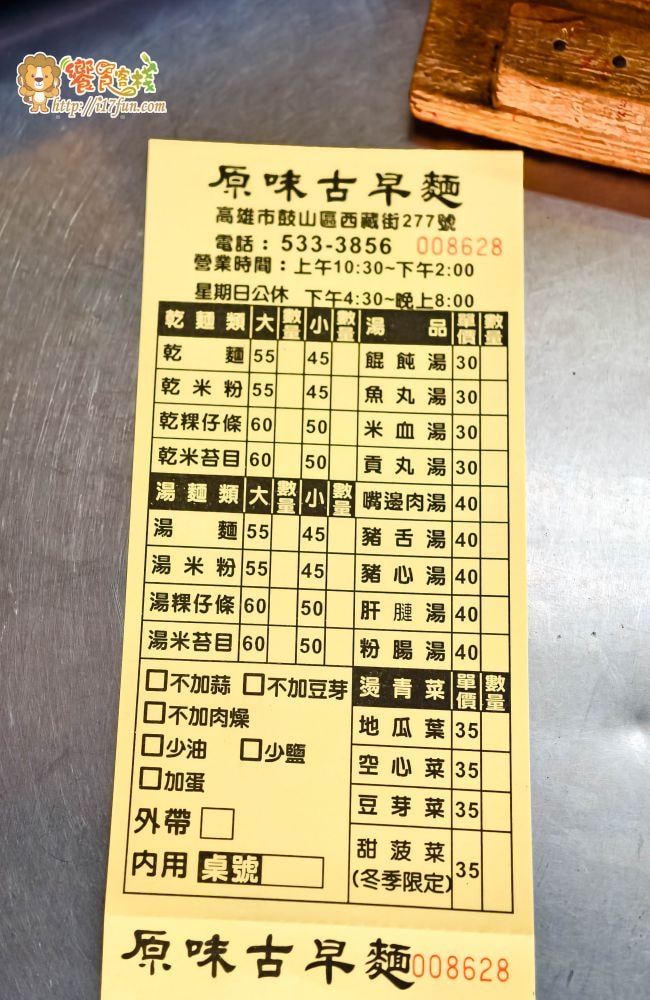 饗食客棧
http://i17fun.com
原味古早麵
高雄市鼓山區西藏街277號
電話：533-3856 008628
營業時間：上午10:30~下午2:00
星期日公休 下午4:30~晚上8:00
乾麵類 大 數量 小 數量
乾麵 55 45
乾米粉 55 45
乾粿仔條 60 50
乾米苔目 60 50
湯麵類 大 數量 小 數量
湯麵 55 45
湯米粉 55 45
湯粿仔條 60 50
湯米苔目 60 50
湯品 單價 數量
餛飩湯 30
魚丸湯 30
米血湯 30
貢丸湯 30
嘴邊肉湯 40
豬舌湯 40
豬心湯 40
肝腱湯 40
粉腸湯 40
燙青菜 單價 數量
地瓜葉 35
空心菜 35
豆芽菜 35
甜菠菜 35
(冬季限定)
□不加蒜 □不加豆芽
□不加肉燥
□少油 □少鹽
□加蛋
外帶 □
內用 桌號
原味古早麵 008628